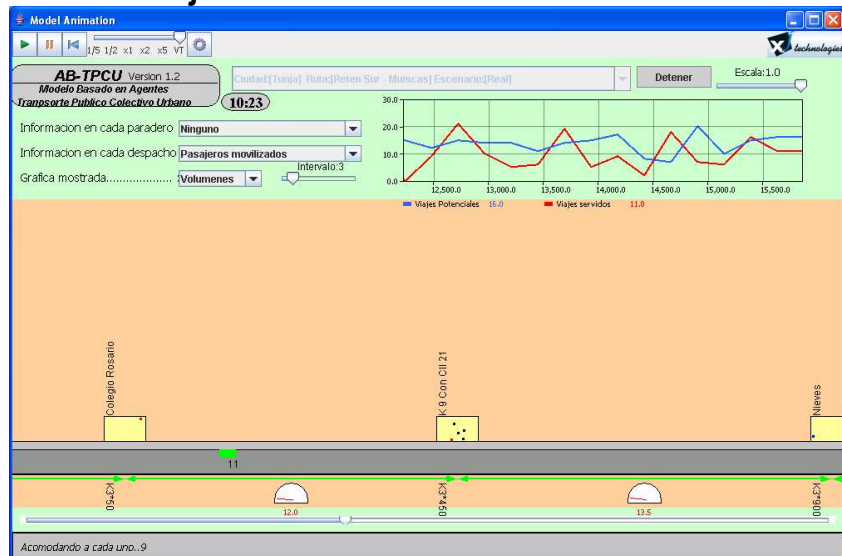 Model Animation
1/5 1/2 x1 x2 x5 VT
technologies
AB-TPCU Version 1.2
Modelo Basado en Agentes
Transporte Publico Colectivo Urbano
10:23
Ciudad:[Tunja] Ruta:[Reten Sur - Muiscas] Escenario:[Real]
Detener
Escala:1.0
Informacion en cada paradero Ninguno
Informacion en cada despacho Pasajeros movilizados
Grafica mostrada.................. :Volumenes
Intervalo:3
30.0
20.0
10.0
0.0
12,500.0 13,000.0 13,500.0 14,000.0 14,500.0 15,000.0 15,500.0
Viajes Potenciales 16.0 Viajes servidos 11.0
Colegio Rosario
K 9 Con Cll 21
Nieves
11
K3+50
K3+450
K3+900
12.0
13.5
Acomodando a cada uno..9